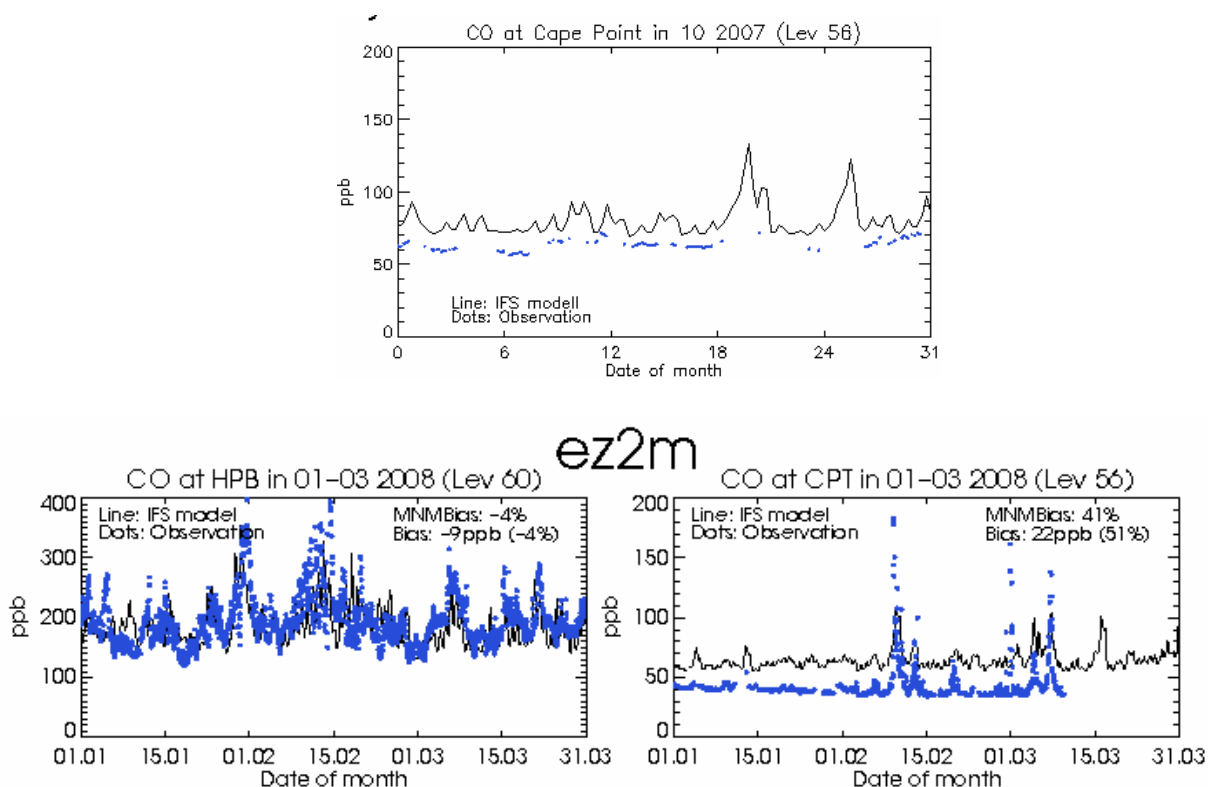 CO at Cape Point in 10 2007 (Lev 56)
200
150
100
50
0
ppb
Line: IFS modell
Dots: Observation
0 6 12 18 24 31
Date of month
ez2m
CO at HPB in 01-03 2008 (Lev 60)
400
300
200
100
0
ppb
Line: IFS model
Dots: Observation
MNMBias: -4%
Bias: -9ppb (-4%)
01.01 15.01 01.02 15.02 01.03 15.03 31.03
Date of month
CO at CPT in 01-03 2008 (Lev 56)
200
150
100
50
0
ppb
Line: IFS model
Dots: Observation
MNMBias: 41%
Bias: 22ppb (51%)
01.01 15.01 01.02 15.02 01.03 15.03 31.03
Date of month